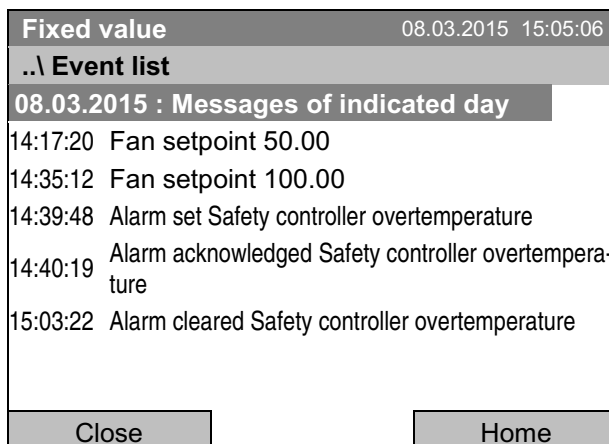 Fixed value 08.03.2015 15:05:06
..\ Event list
08.03.2015 : Messages of indicated day
14:17:20 Fan setpoint 50.00
14:35:12 Fan setpoint 100.00
14:39:48 Alarm set Safety controller overtemperature
14:40:19 Alarm acknowledged Safety controller overtempera-
ture
15:03:22 Alarm cleared Safety controller overtemperature
Close Home